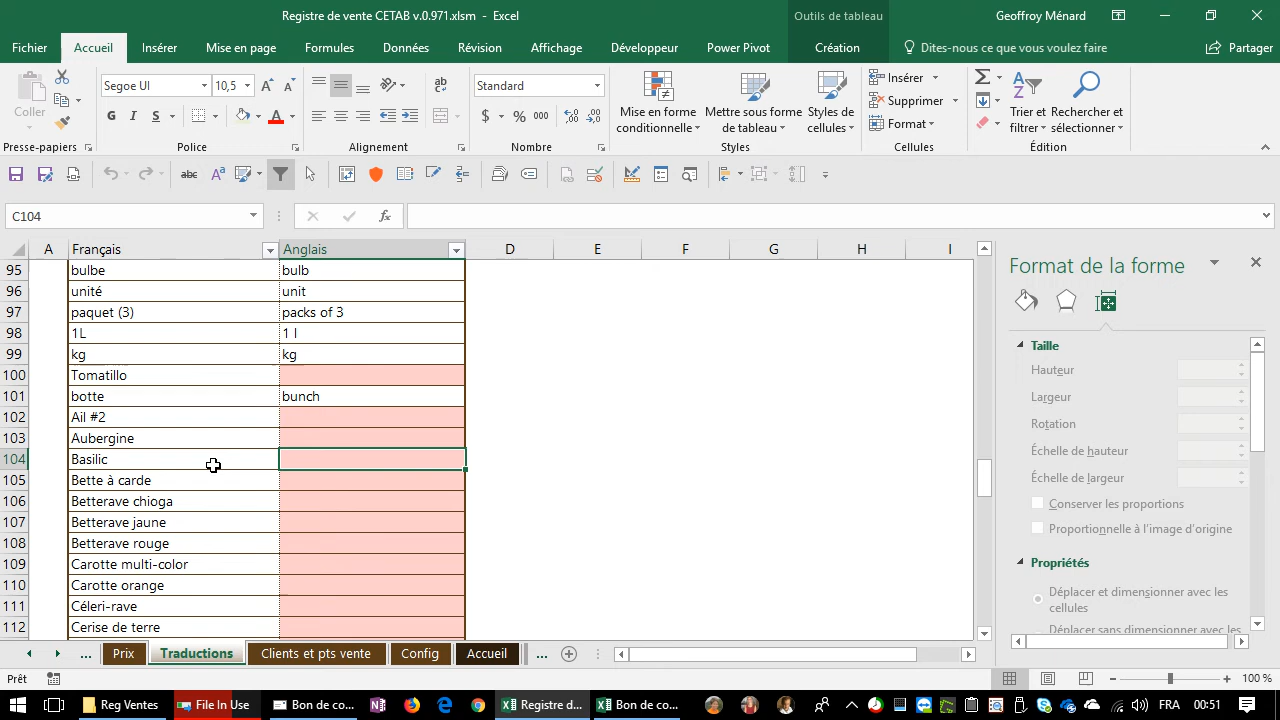 Registre de vente CETAB v.0.971.xlsm - Excel
Outils de tableau
Geoffroy Ménard
Fichier Accueil Insérer Mise en page Formules Données Révision Affichage Développeur Power Pivot Création Dites-nous ce que vous voulez faire Partager
Coller
Presse-papiers
Segoe UI 10,5
G I S
Police
Alignement
Standard
$ % 000
Nombre
Mise en forme conditionnelle
Mettre sous forme de tableau
Styles de cellules
Styles
Insérer
Supprimer
Format
Cellules
Trier et filtrer
Rechercher et sélectionner
Édition
C104
A Français Anglais D E F G H I
95 bulbe bulb
96 unité unit
97 paquet (3) packs of 3
98 1L 1 l
99 kg kg
100 Tomatillo
101 botte bunch
102 Ail #2
103 Aubergine
104 Basilic
105 Bette à carde
106 Betterave chioga
107 Betterave jaune
108 Betterave rouge
109 Carotte multi-color
110 Carotte orange
111 Céleri-rave
112 Cerise de terre
Format de la forme
Taille
Hauteur
Largeur
Rotation
Échelle de hauteur
Échelle de largeur
Conserver les proportions
Proportionnelle à l'image d'origine
Propriétés
Déplacer et dimensionner avec les
cellules
Déplacer sans dimensionner avec les
... Prix Traductions Clients et pts vente Config Accueil ...
Prêt
100 %
Reg Ventes File In Use Bon de co... Registre d... Bon de co... FRA 00:51